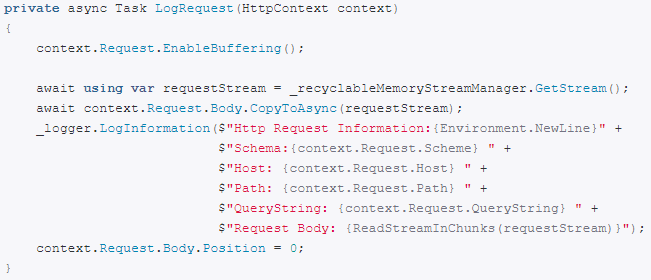 private async Task LogRequest(HttpContext context)
{
    context.Request.EnableBuffering();

    await using var requestStream = _recyclableMemoryStreamManager.GetStream();
    await context.Request.Body.CopyToAsync(requestStream);
    _logger.LogInformation($"Http Request Information:{Environment.NewLine}" +
                           $"Schema:{context.Request.Scheme} " +
                           $"Host: {context.Request.Host} " +
                           $"Path: {context.Request.Path} " +
                           $"QueryString: {context.Request.QueryString} " +
                           $"Request Body: {ReadStreamInChunks(requestStream)}");
    context.Request.Body.Position = 0;
}